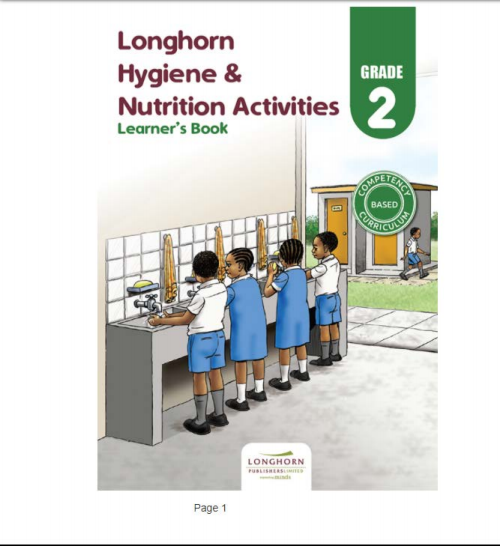 Longhorn
Hygiene &
Nutrition Activities
Learner's Book
GRADE
2
COMPETENCY
BASED
CURRICULUM
LONGHORN
PUBLISHERS LIMITED
Page 1